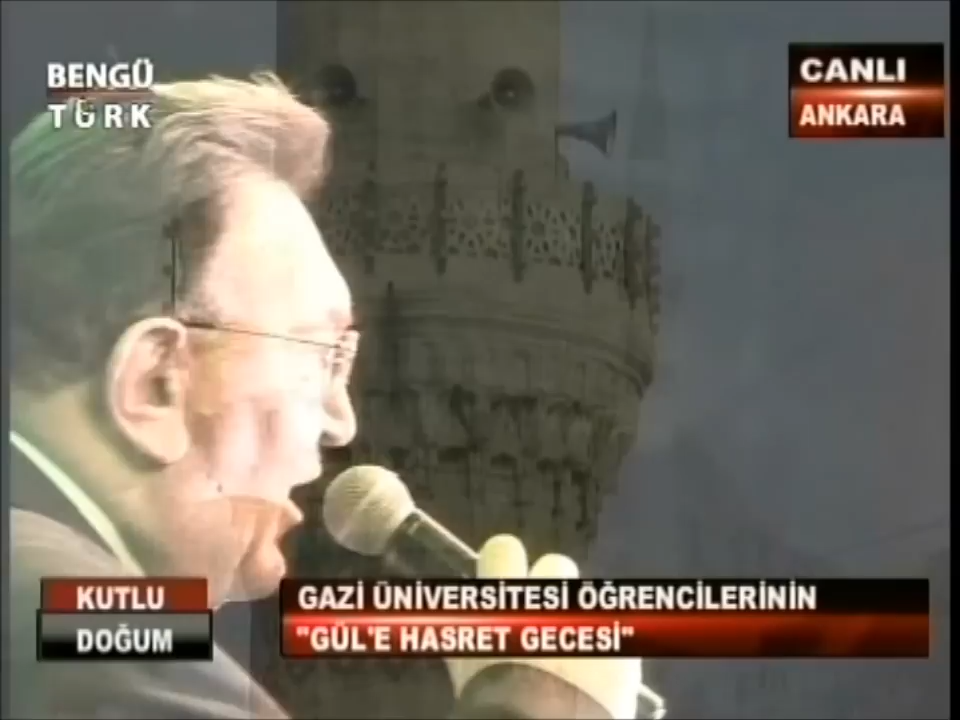 BENGÜ
TÜRK
CANLI
ANKARA
KUTLU
DOĞUM
GAZİ ÜNİVERSİTESİ ÖĞRENCİLERİNİN
"GÜL'E HASRET GECESİ"